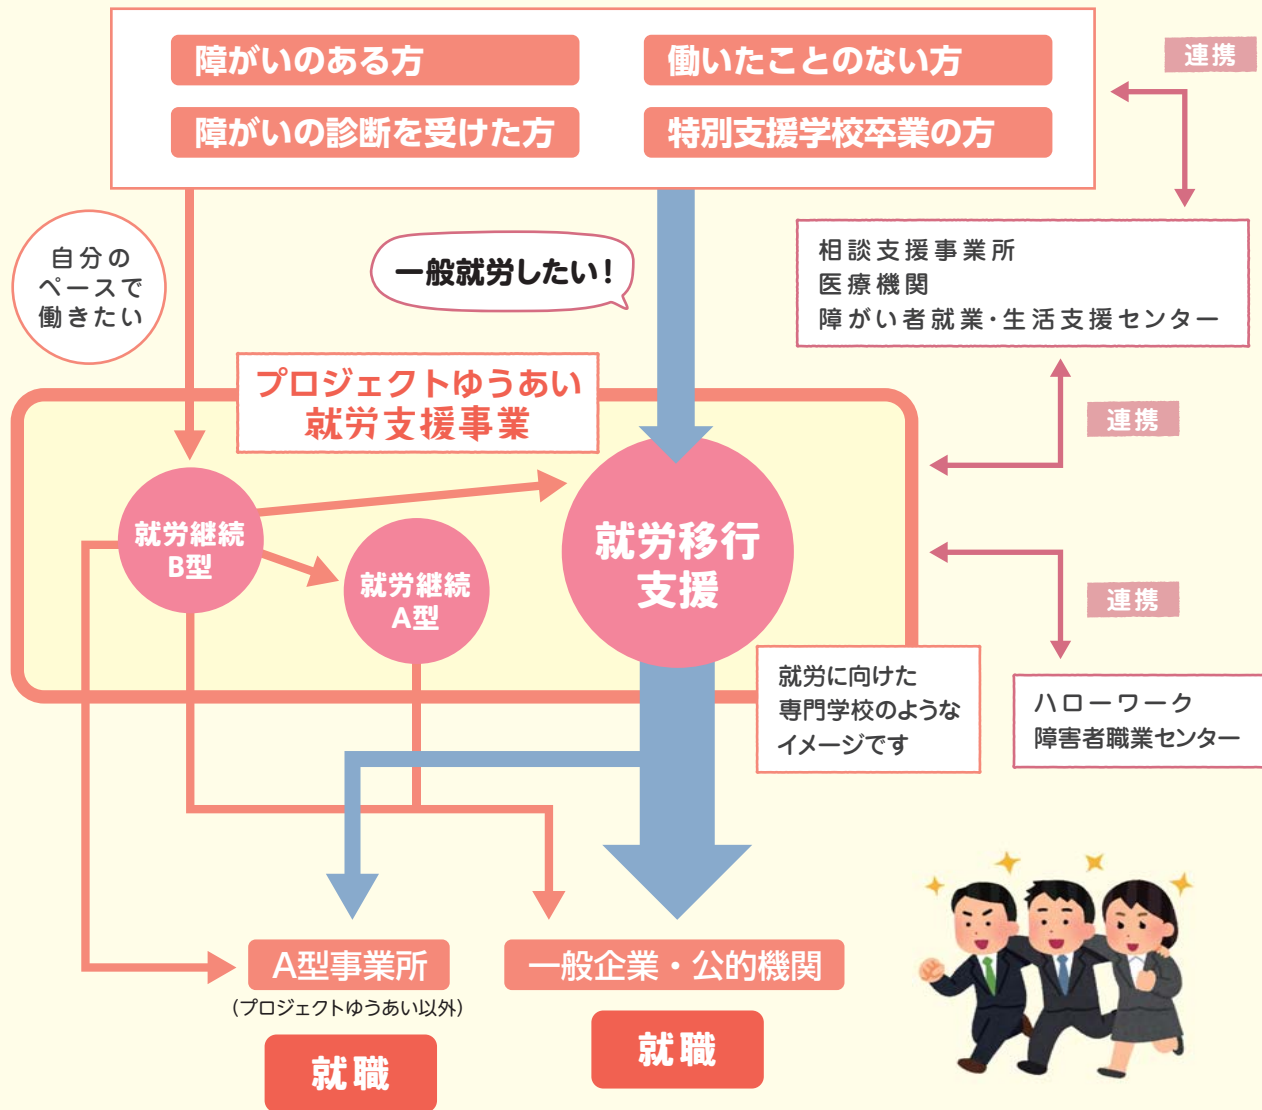 障がいのある方
働いたことのない方
障がいの診断を受けた方
特別支援学校卒業の方
連携
自分の
ペースで
働きたい
一般就労したい！
相談支援事業所
医療機関
障がい者就業・生活支援センター
プロジェクトゆうあい
就労支援事業
連携
就労継続
B型
就労継続
A型
就労移行
支援
連携
就労に向けた
専門学校のような
イメージです
ハローワーク
障害者職業センター
A型事業所
(プロジェクトゆうあい以外)
就職
一般企業・公的機関
就職